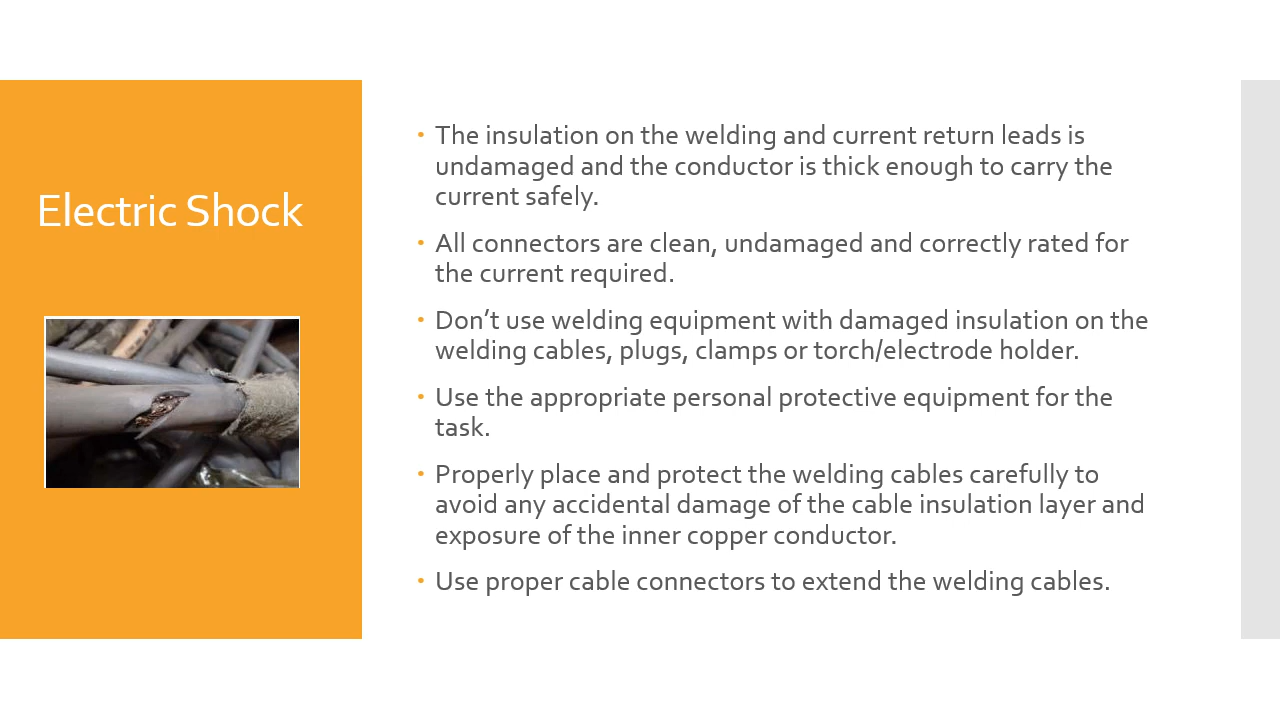 Electric Shock
• The insulation on the welding and current return leads is
undamaged and the conductor is thick enough to carry the
current safely.
• All connectors are clean, undamaged and correctly rated for
the current required.
• Don’t use welding equipment with damaged insulation on the
welding cables, plugs, clamps or torch/electrode holder.
• Use the appropriate personal protective equipment for the
task.
• Properly place and protect the welding cables carefully to
avoid any accidental damage of the cable insulation layer and
exposure of the inner copper conductor.
• Use proper cable connectors to extend the welding cables.